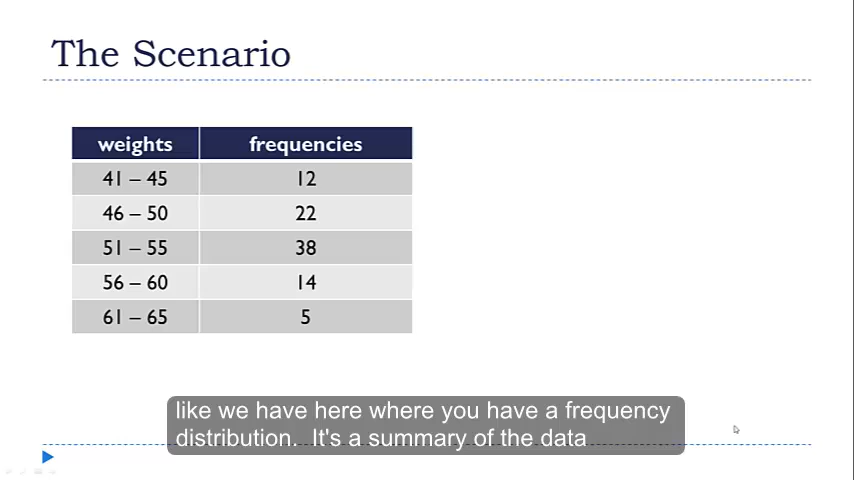 The Scenario
weights frequencies
41 – 45 12
46 – 50 22
51 – 55 38
56 – 60 14
61 – 65 5
like we have here where you have a frequency
distribution.  It's a summary of the data